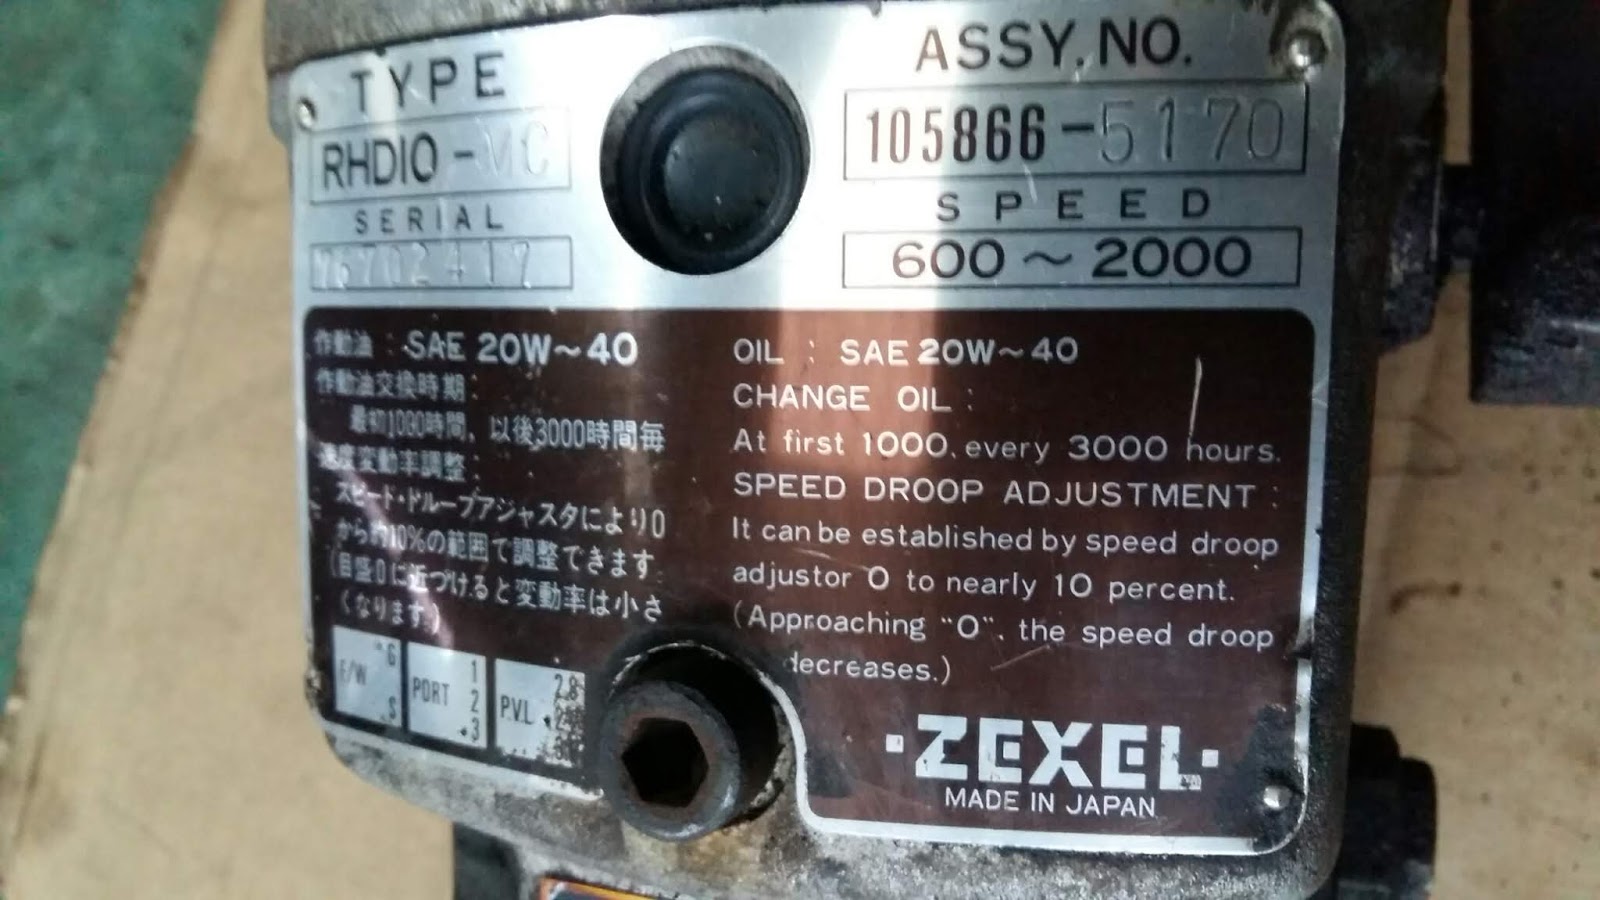 TYPE
RHD10-MC
SERIAL
702417
ASSY.NO.
105866-5170
SPEED
600~2000
作動油:SAE 20W~40
作動油交換時期:
最初1000時間、以後3000時間毎
速度変動率調整:
スピード・ドループアジャスタにより0
から約10%の範囲で調整できます
(目盛0に近づけると変動率は小さ
くなります。)
F/W G S
PORT 1 2 3
P.V.L. 2.8
OIL : SAE 20W~40
CHANGE OIL :
At first 1000, every 3000 hours.
SPEED DROOP ADJUSTMENT :
It can be established by speed droop
adjustor 0 to nearly 10 percent.
(Approaching "0", the speed droop
decreases.)
ZEXEL
MADE IN JAPAN